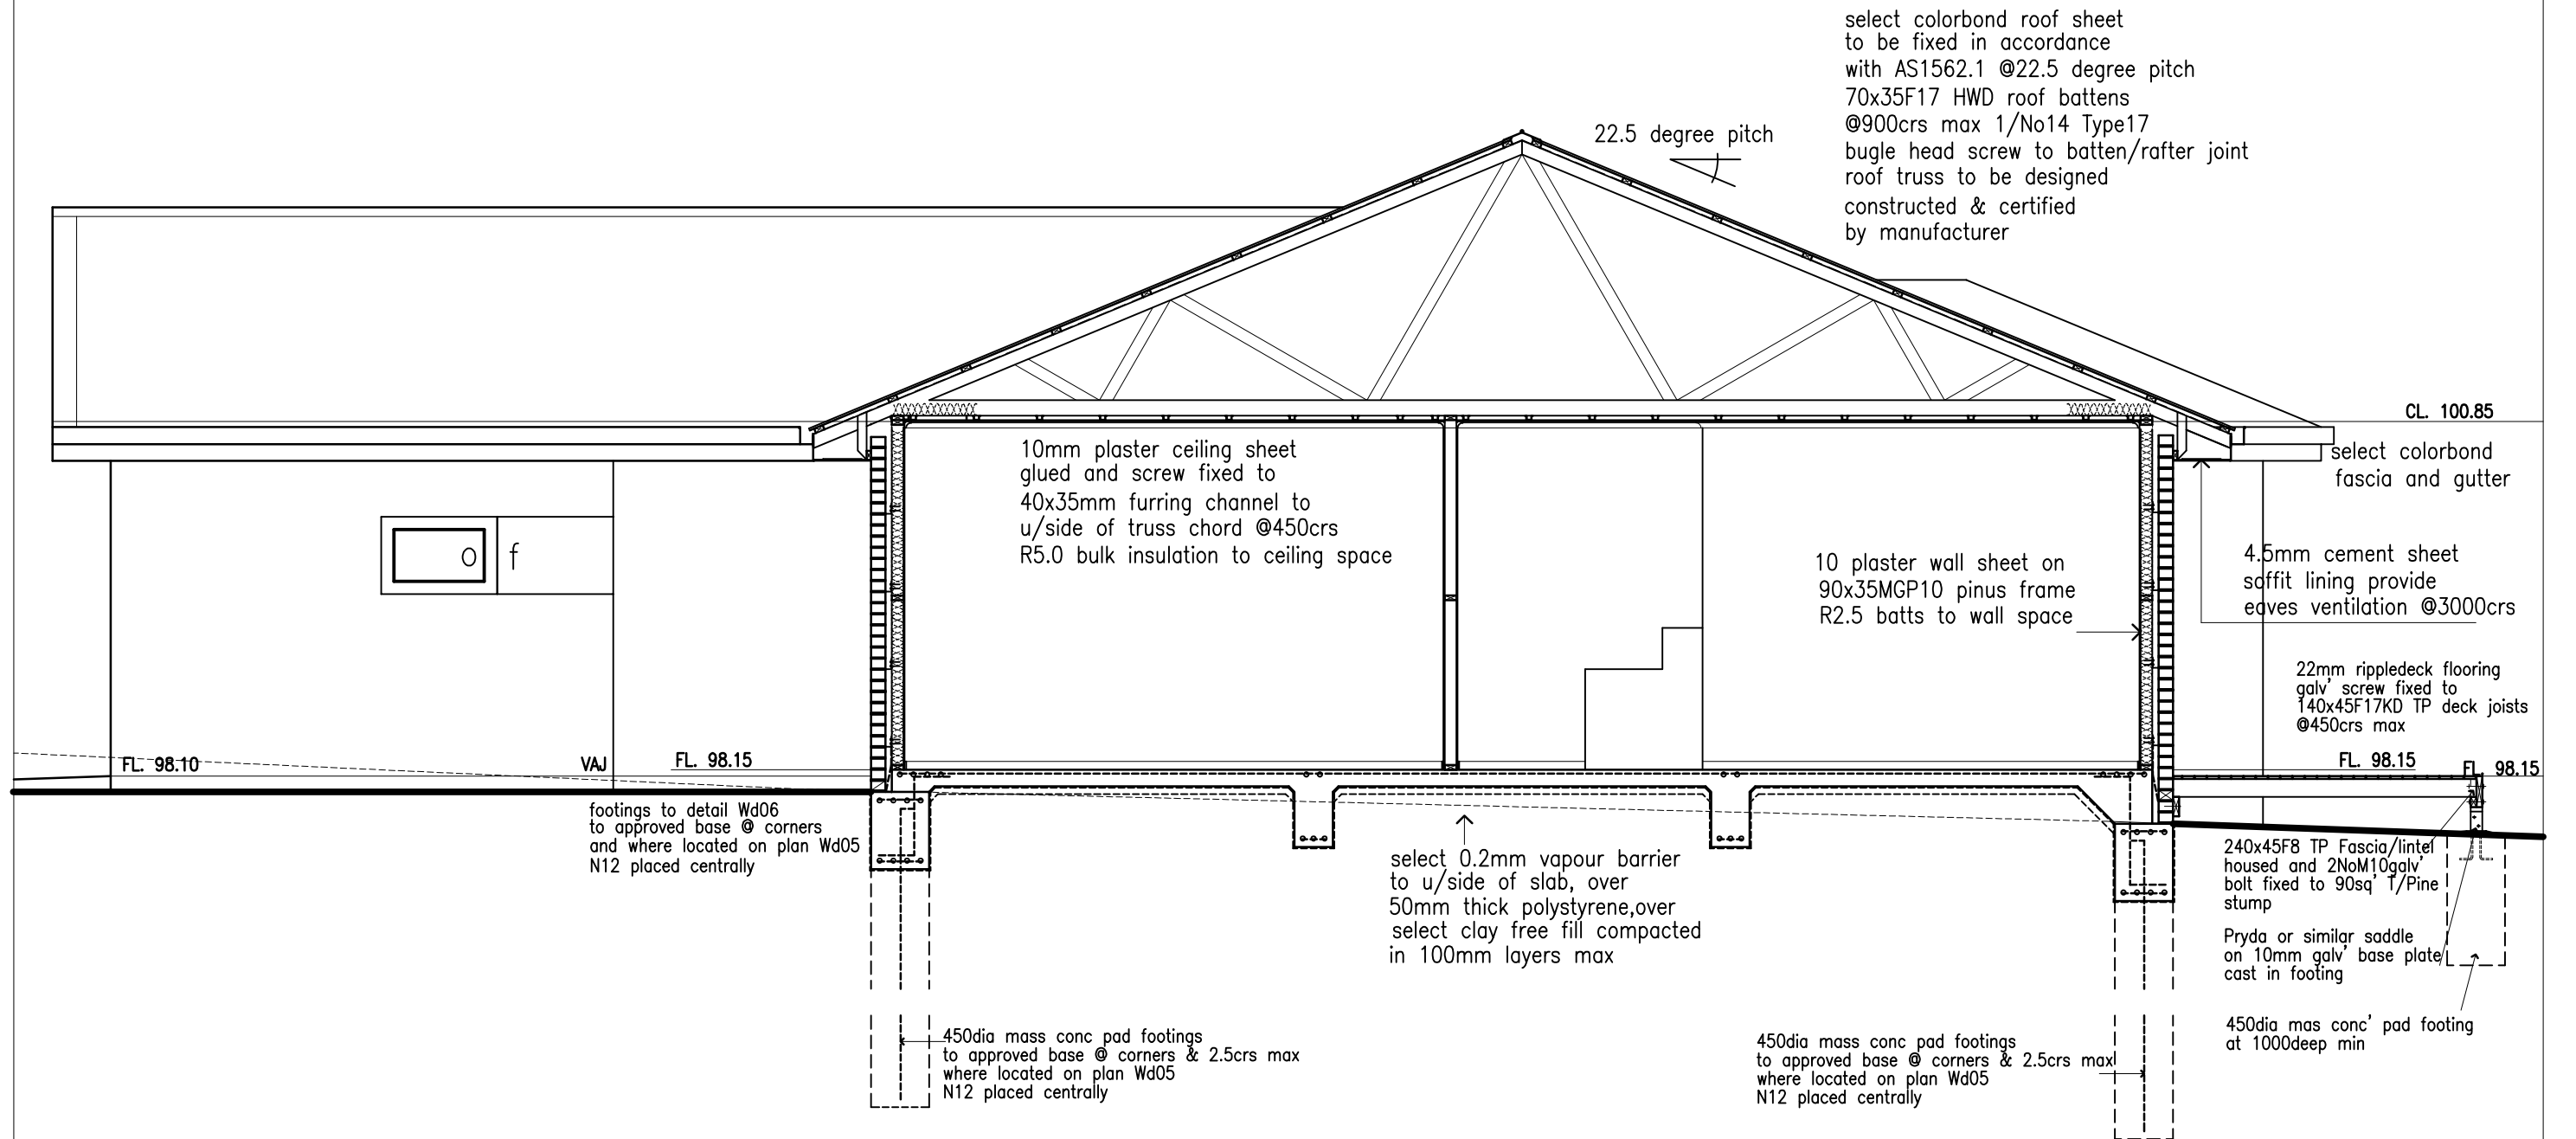 select colorbond roof sheet
to be fixed in accordance
with AS1562.1 @22.5 degree pitch
70x35F17 HWD roof battens
@900crs max 1/No14 Type17
bugle head screw to batten/rafter joint
roof truss to be designed
constructed & certified
by manufacturer
22.5 degree pitch
CL. 100.85
select colorbond
fascia and gutter
10mm plaster ceiling sheet
glued and screw fixed to
40x35mm furring channel to
u/side of truss chord @450crs
R5.0 bulk insulation to ceiling space
O f
10 plaster wall sheet on
90x35MGP10 pinus frame
R2.5 batts to wall space
4.5mm cement sheet
soffit lining provide
eaves ventilation @3000crs
22mm rippledeck flooring
galv' screw fixed to
140x45F17KD TP deck joists
@450crs max
FL. 98.10
VAJ
FL. 98.15
FL. 98.15
FL. 98.15
footings to detail Wd06
to approved base @ corners
and where located on plan Wd05
N12 placed centrally
select 0.2mm vapour barrier
to u/side of slab, over
50mm thick polystyrene,over
select clay free fill compacted
in 100mm layers max
240x45F8 TP Fascia/lintel
housed and 2NoM10galv'
bolt fixed to 90sq' T/Pine
stump
Pryda or similar saddle
on 10mm galv' base plate
cast in footing
450dia mas conc' pad footing
at 1000deep min
450dia mass conc pad footings
to approved base @ corners & 2.5crs max
where located on plan Wd05
N12 placed centrally
450dia mass conc pad footings
to approved base @ corners & 2.5crs max
where located on plan Wd05
N12 placed centrally